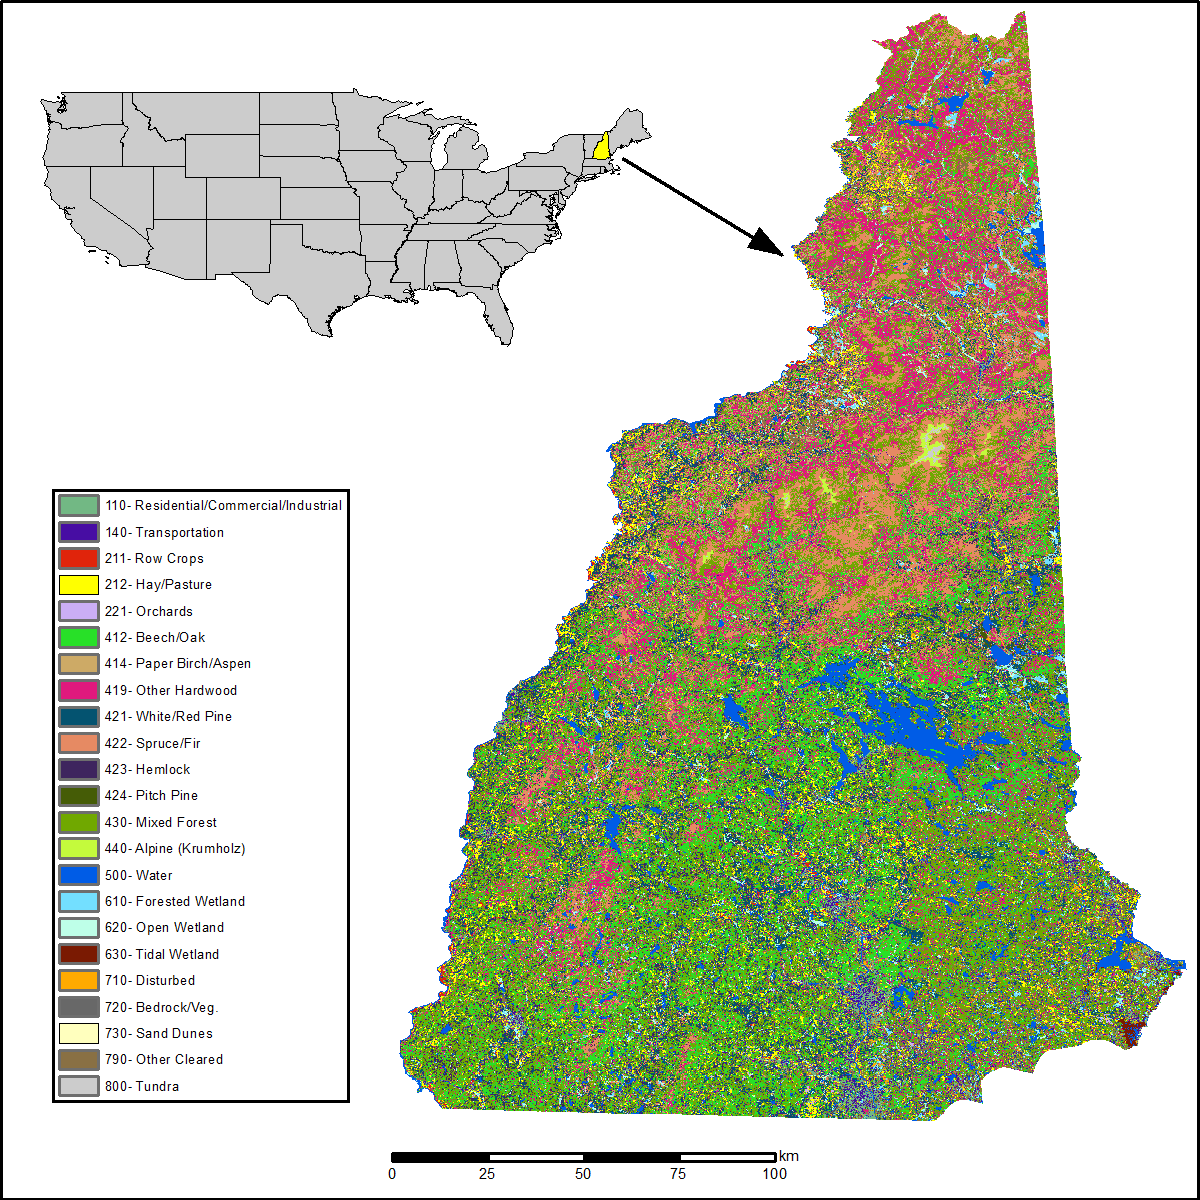 110- Residential/Commercial/Industrial
140- Transportation
211- Row Crops
212- Hay/Pasture
221- Orchards
412- Beech/Oak
414- Paper Birch/Aspen
419- Other Hardwood
421- White/Red Pine
422- Spruce/Fir
423- Hemlock
424- Pitch Pine
430- Mixed Forest
440- Alpine (Krumholz)
500- Water
610- Forested Wetland
620- Open Wetland
630- Tidal Wetland
710- Disturbed
720- Bedrock/Veg.
730- Sand Dunes
790- Other Cleared
800- Tundra
km
0 25 50 75 100